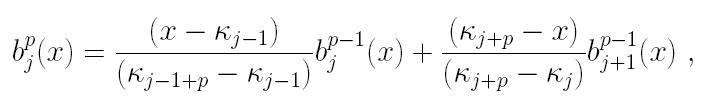 b_j^p(x) = \frac{(x - \kappa_{j-1})}{(\kappa_{j-1+p} - \kappa_{j-1})} b_j^{p-1}(x) + \frac{(\kappa_{j+p} - x)}{(\kappa_{j+p} - \kappa_j)} b_{j+1}^{p-1}(x) ,